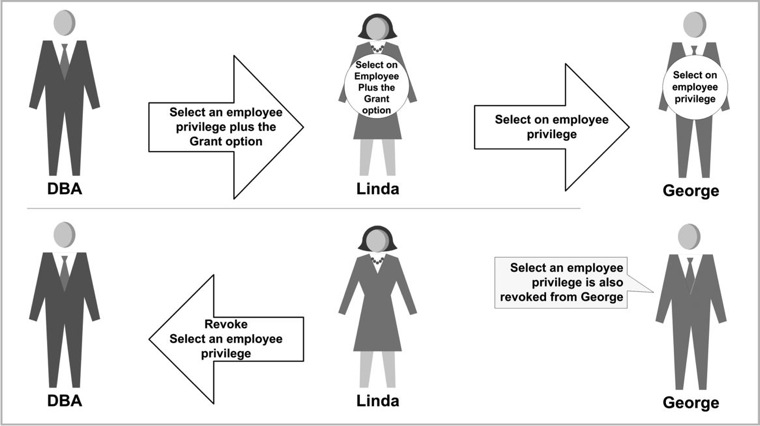 Select an employee
privilege plus the
Grant option
Select on
Employee
Plus the
Grant
option
Select on employee
privilege
Select on
employee
privilege
DBA
Linda
George
Revoke
Select an employee
privilege
Select an employee
privilege is also
revoked from George
DBA
Linda
George